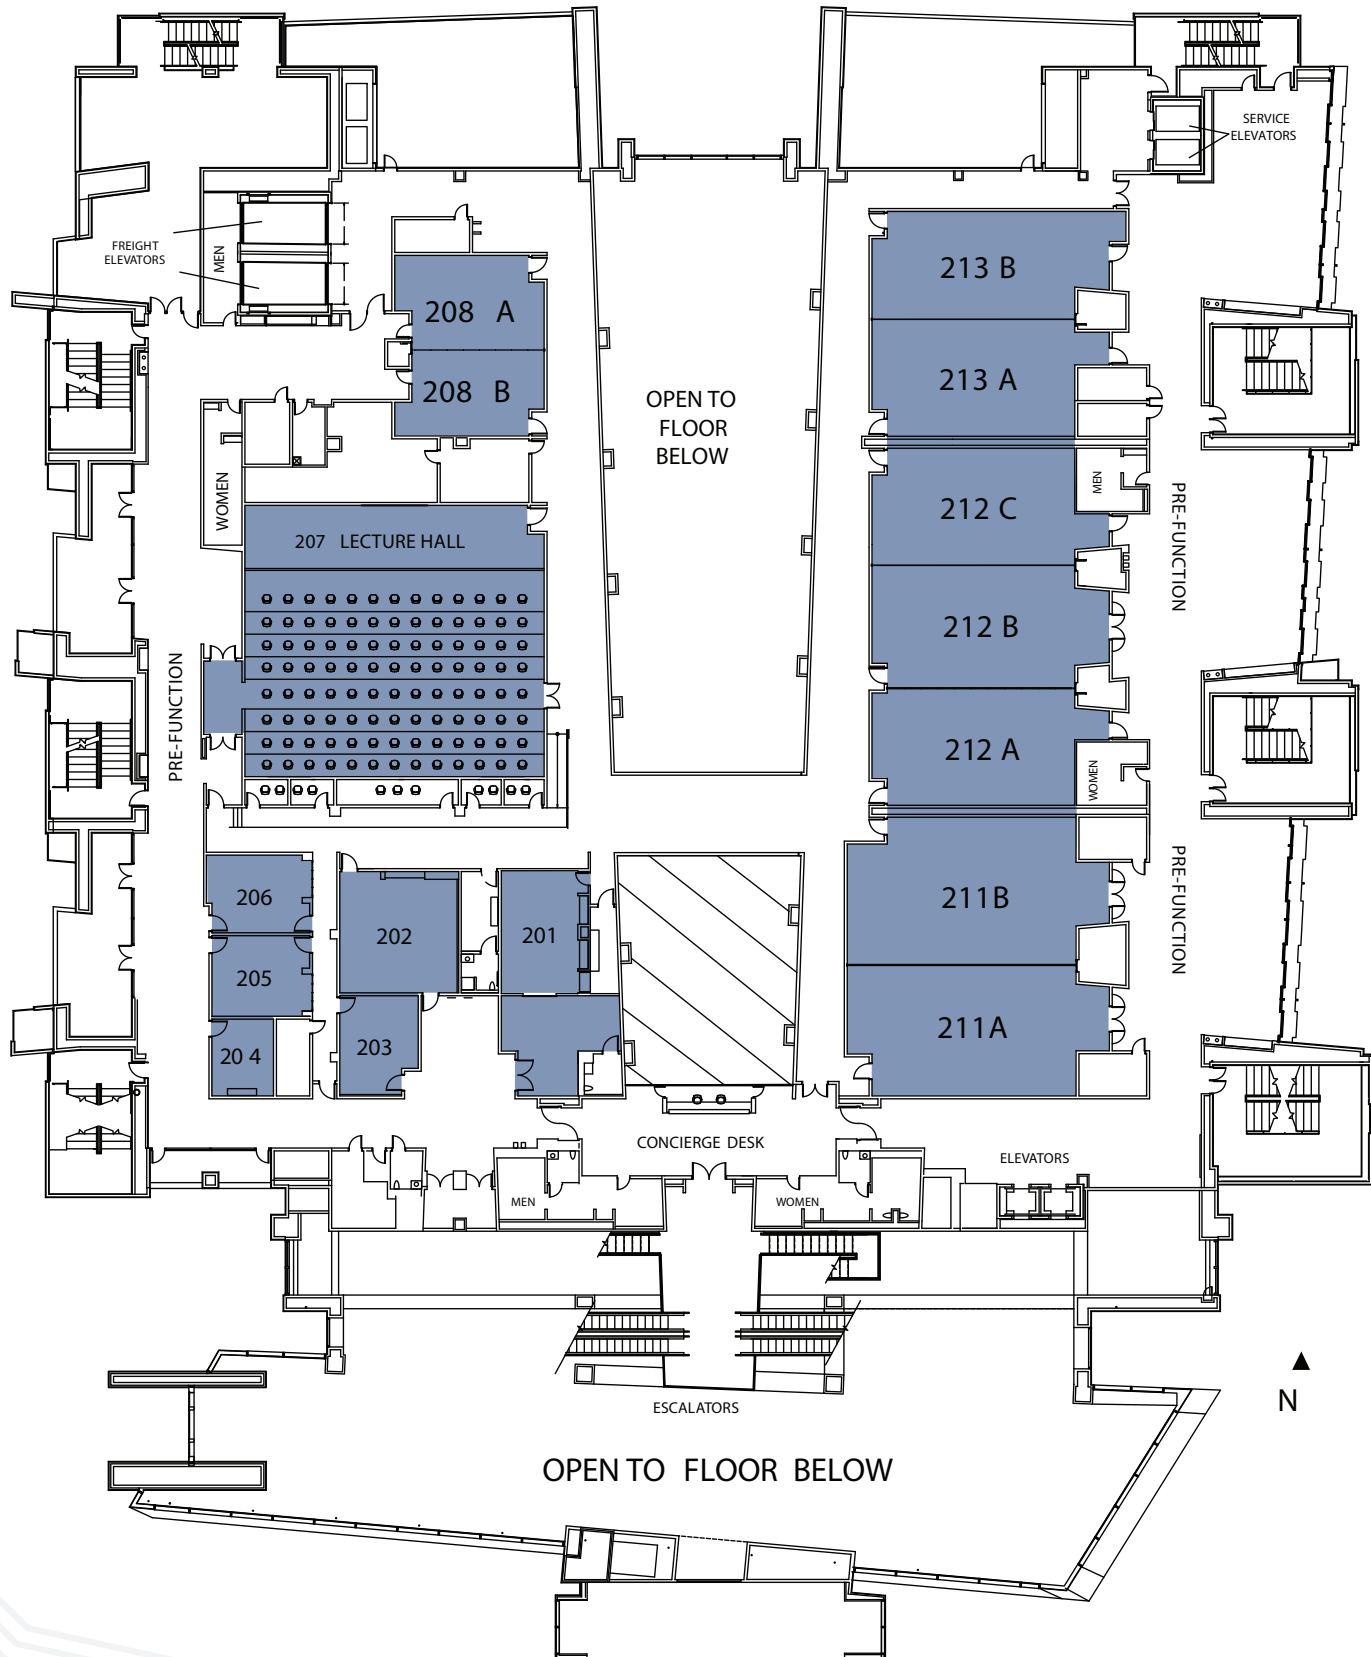 SERVICE
ELEVATORS
FREIGHT
ELEVATORS
MEN
208 A
208 B
213 B
213 A
OPEN TO
FLOOR
BELOW
WOMEN
207 LECTURE HALL
212 C
MEN
PRE-FUNCTION
212 B
PRE-FUNCTION
212 A
WOMEN
206
202
201
211B
PRE-FUNCTION
205
20 4
203
211A
CONCIERGE DESK
ELEVATORS
MEN
WOMEN
ESCALATORS
N
OPEN TO FLOOR BELOW